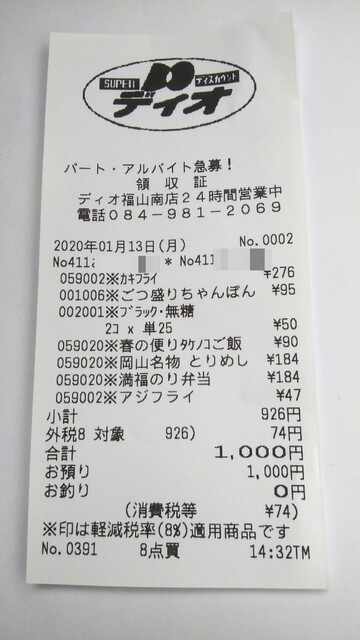 SUPER ディスカウント
ディオ
パート・アルバイト急募！
領収証
ディオ福山南店24時間営業中
電話084-981-2069
2020年01月13日(月) No.0002
No411 * No411
059002※カキフライ ¥276
001006※ごつ盛りちゃんぽん ¥95
002001※ブラック・無糖
2コ x 単25 ¥50
059020※春の便りタケノコご飯 ¥90
059020※岡山名物 とりめし ¥184
059020※満福のり弁当 ¥184
059002※アジフライ ¥47
小計 926円
外税8 対象 926) 74円
合計 1,000円
お預り 1,000円
お釣り 0円
(消費税等 ¥74)
※印は軽減税率(8%)適用商品です
No.0391 8点買 14:32TM